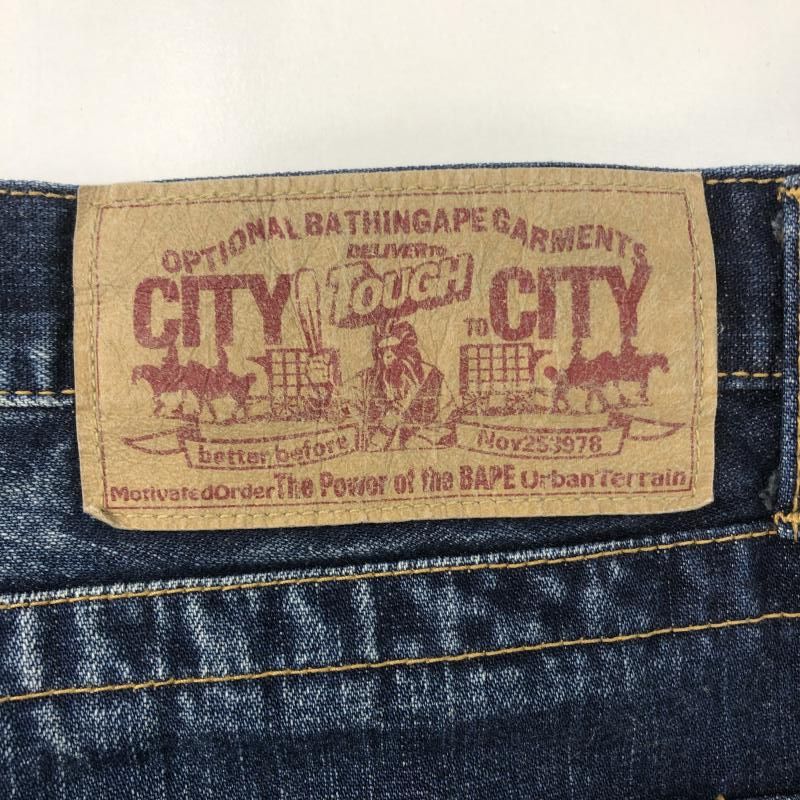 OPTIONAL BATHINGAPE GARMENTS
DELIVER TO
CITY TOUGH TO CITY
better before Nov253978
MotivatedOrder The Power of the BAPE UrbanTerrain